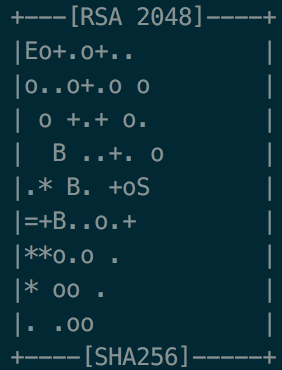 +---[RSA 2048]----+
|Eo+.o+..         |
|o..o+.o o        |
| o +.+ o.        |
|  B ..+. o       |
|.* B. +oS        |
|=+B..o.+         |
|**o.o .          |
|* oo .           |
|. .oo            |
+----[SHA256]-----+